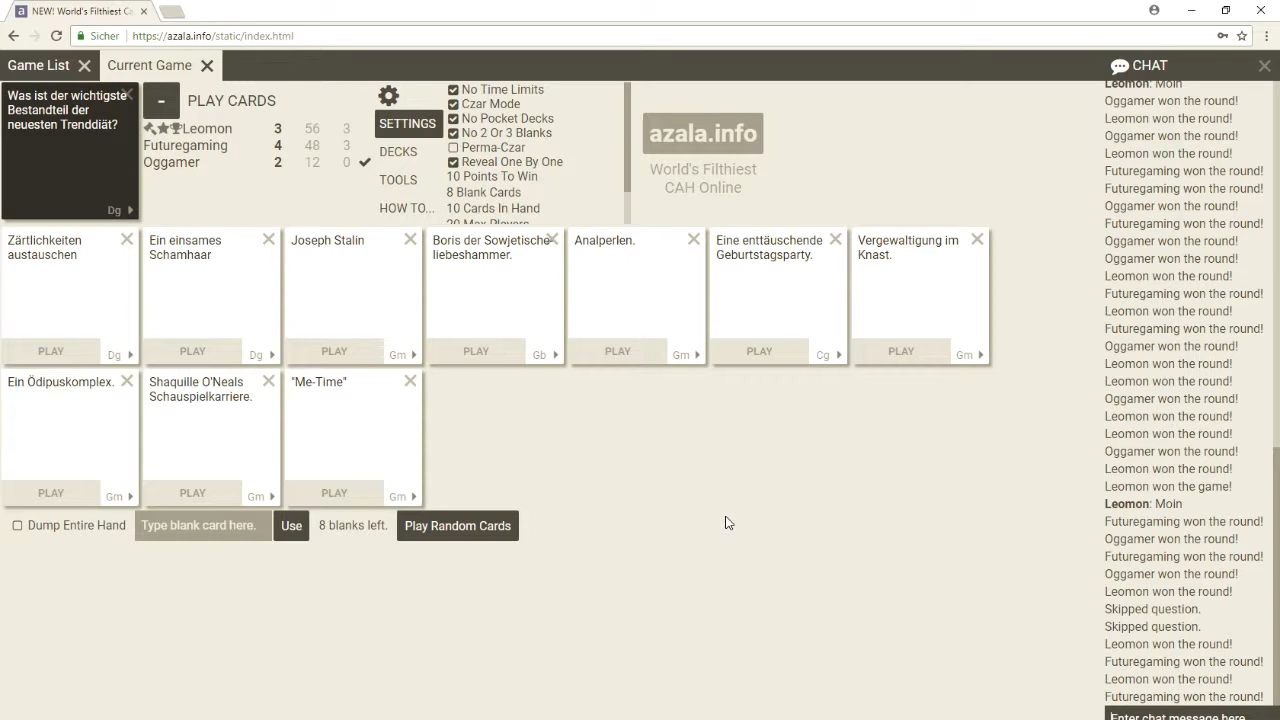 NEW! World's Filthiest C
Sicher
https://azala.info/static/index.html
Game List
Current Game
CHAT
Was ist der wichtigste
Bestandteil der
neuesten Trenddiät?
Dg
-
PLAY CARDS
Leomon 3 56 3
Futuregaming 4 48 3
Oggamer 2 12 0
SETTINGS
DECKS
TOOLS
HOW TO...
No Time Limits
Czar Mode
No Pocket Decks
No 2 Or 3 Blanks
Perma-Czar
Reveal One By One
10 Points To Win
8 Blank Cards
10 Cards In Hand
20 Max Players
azala.info
World's Filthiest
CAH Online
Zärtlichkeiten
austauschen
PLAY
Dg
Ein einsames
Schamhaar
PLAY
Dg
Joseph Stalin
PLAY
Gm
Boris der Sowjetische
liebeshammer.
PLAY
Gb
Analperlen.
PLAY
Gm
Eine enttäuschende
Geburtstagsparty.
PLAY
Cg
Vergewaltigung im
Knast.
PLAY
Gm
Ein Ödipuskomplex.
PLAY
Gm
Shaquille O'Neals
Schauspielkarriere.
PLAY
Gm
"Me-Time"
PLAY
Gm
Dump Entire Hand
Type blank card here.
Use
8 blanks left.
Play Random Cards
Leomon: Moin
Oggamer won the round!
Leomon won the round!
Oggamer won the round!
Leomon won the round!
Futuregaming won the round!
Futuregaming won the round!
Oggamer won the round!
Futuregaming won the round!
Oggamer won the round!
Oggamer won the round!
Leomon won the round!
Futuregaming won the round!
Leomon won the round!
Futuregaming won the round!
Oggamer won the round!
Leomon won the round!
Leomon won the round!
Oggamer won the round!
Leomon won the round!
Leomon won the round!
Oggamer won the round!
Leomon won the round!
Leomon won the game!
Leomon: Moin
Futuregaming won the round!
Oggamer won the round!
Futuregaming won the round!
Oggamer won the round!
Leomon won the round!
Skipped question.
Skipped question.
Leomon won the round!
Futuregaming won the round!
Leomon won the round!
Futuregaming won the round!
Enter chat message here